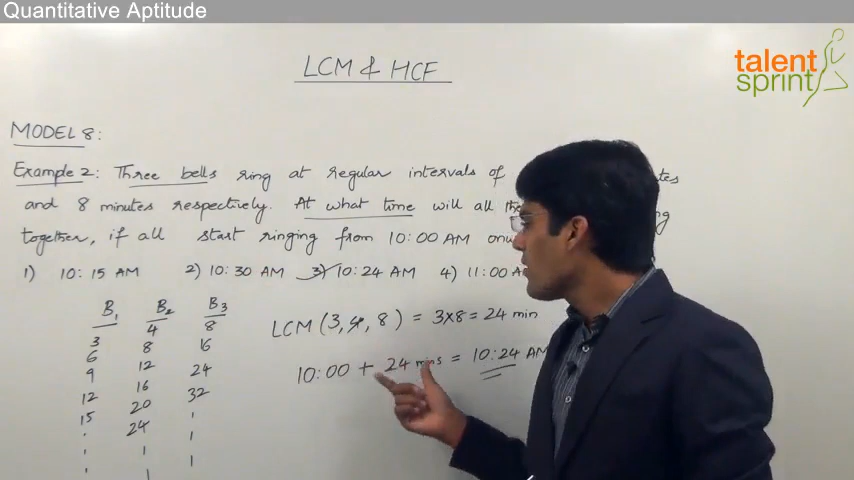 Quantitative Aptitude
talent
sprint
LCM & HCF
MODEL 8:
Example 2: Three bells ring at regular intervals of
and 8 minutes respectively. At what time will all
together, if all start ringing from 10:00 AM
1) 10:15 AM 2) 10:30 AM 3) 10:24 AM 4) 11:00
B1 B2 B3
3 4 8
6 8 16
9 12 24
12 16 32
15 20
24
LCM (3, 4, 8) = 3x8 = 24 min
10:00 + 24 mins = 10:24 AM